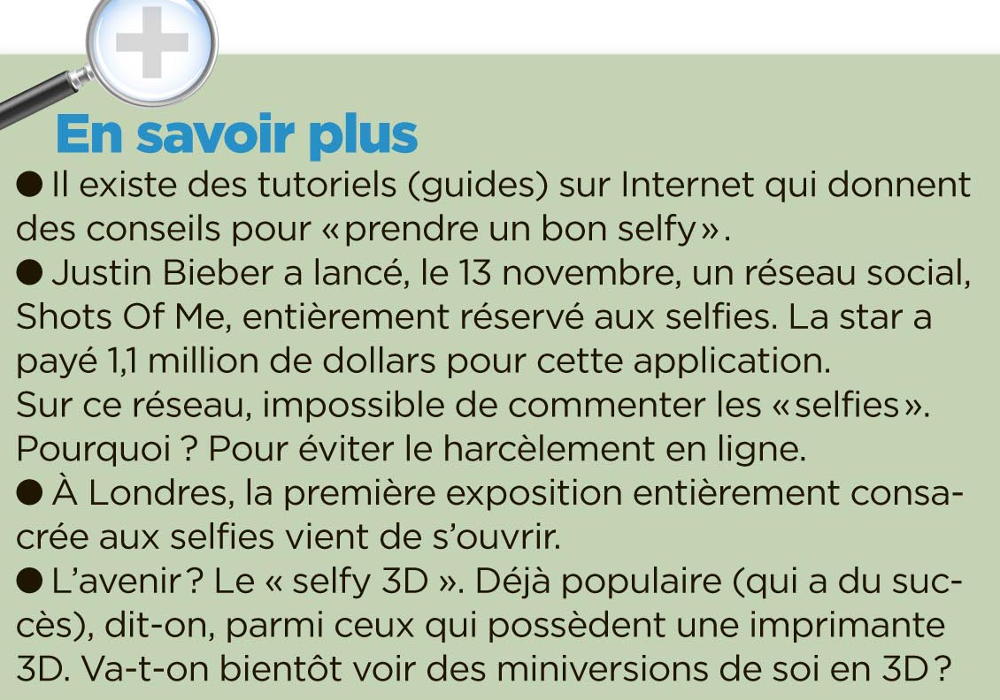 En savoir plus
● Il existe des tutoriels (guides) sur Internet qui donnent
des conseils pour «prendre un bon selfy».
● Justin Bieber a lancé, le 13 novembre, un réseau social,
Shots Of Me, entièrement réservé aux selfies. La star a
payé 1,1 million de dollars pour cette application.
Sur ce réseau, impossible de commenter les «selfies».
Pourquoi ? Pour éviter le harcèlement en ligne.
● À Londres, la première exposition entièrement consa-
crée aux selfies vient de s’ouvrir.
● L’avenir? Le « selfy 3D ». Déjà populaire (qui a du suc-
cès), dit-on, parmi ceux qui possèdent une imprimante
3D. Va-t-on bientôt voir des miniversions de soi en 3D?